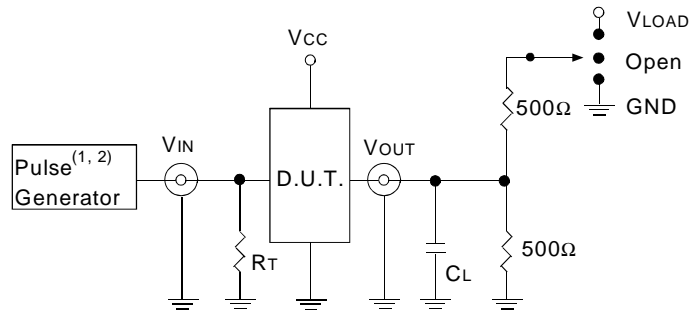 VLOAD
VCC
Open
500Ω
GND
VIN
VOUT
Pulse(1, 2)
Generator
D.U.T.
RT
CL
500Ω